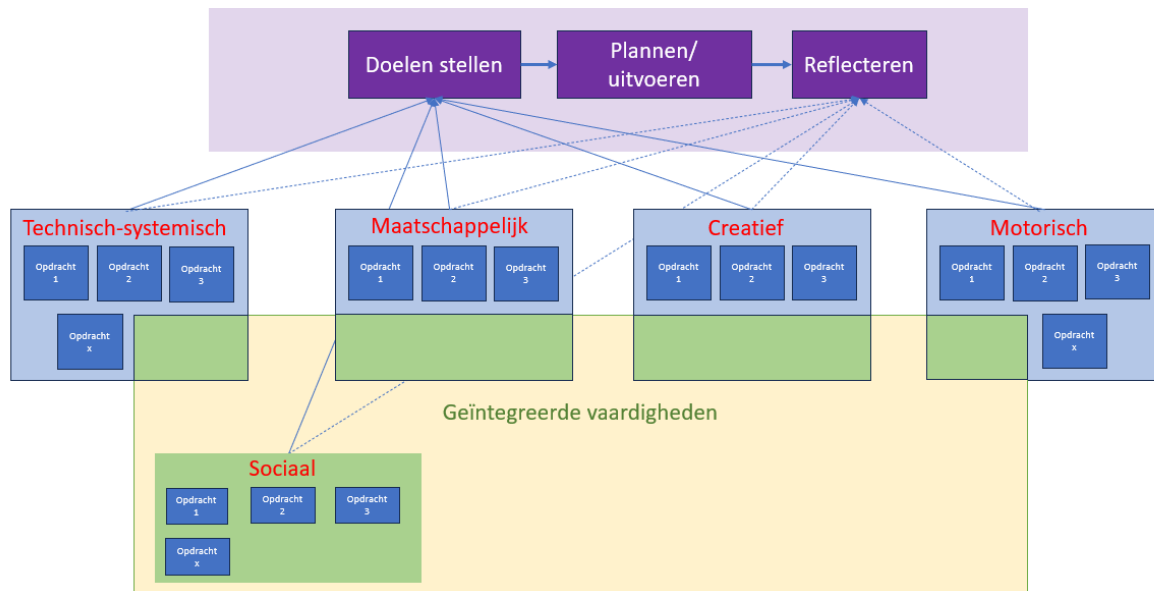 Doelen stellen
Plannen/
uitvoeren
Reflecteren
Technisch-systemisch
Opdracht
1
Opdracht
2
Opdracht
3
Opdracht
x
Maatschappelijk
Opdracht
1
Opdracht
2
Opdracht
3
Creatief
Opdracht
1
Opdracht
2
Opdracht
3
Motorisch
Opdracht
1
Opdracht
2
Opdracht
3
Opdracht
x
Geïntegreerde vaardigheden
Sociaal
Opdracht
1
Opdracht
2
Opdracht
3
Opdracht
x